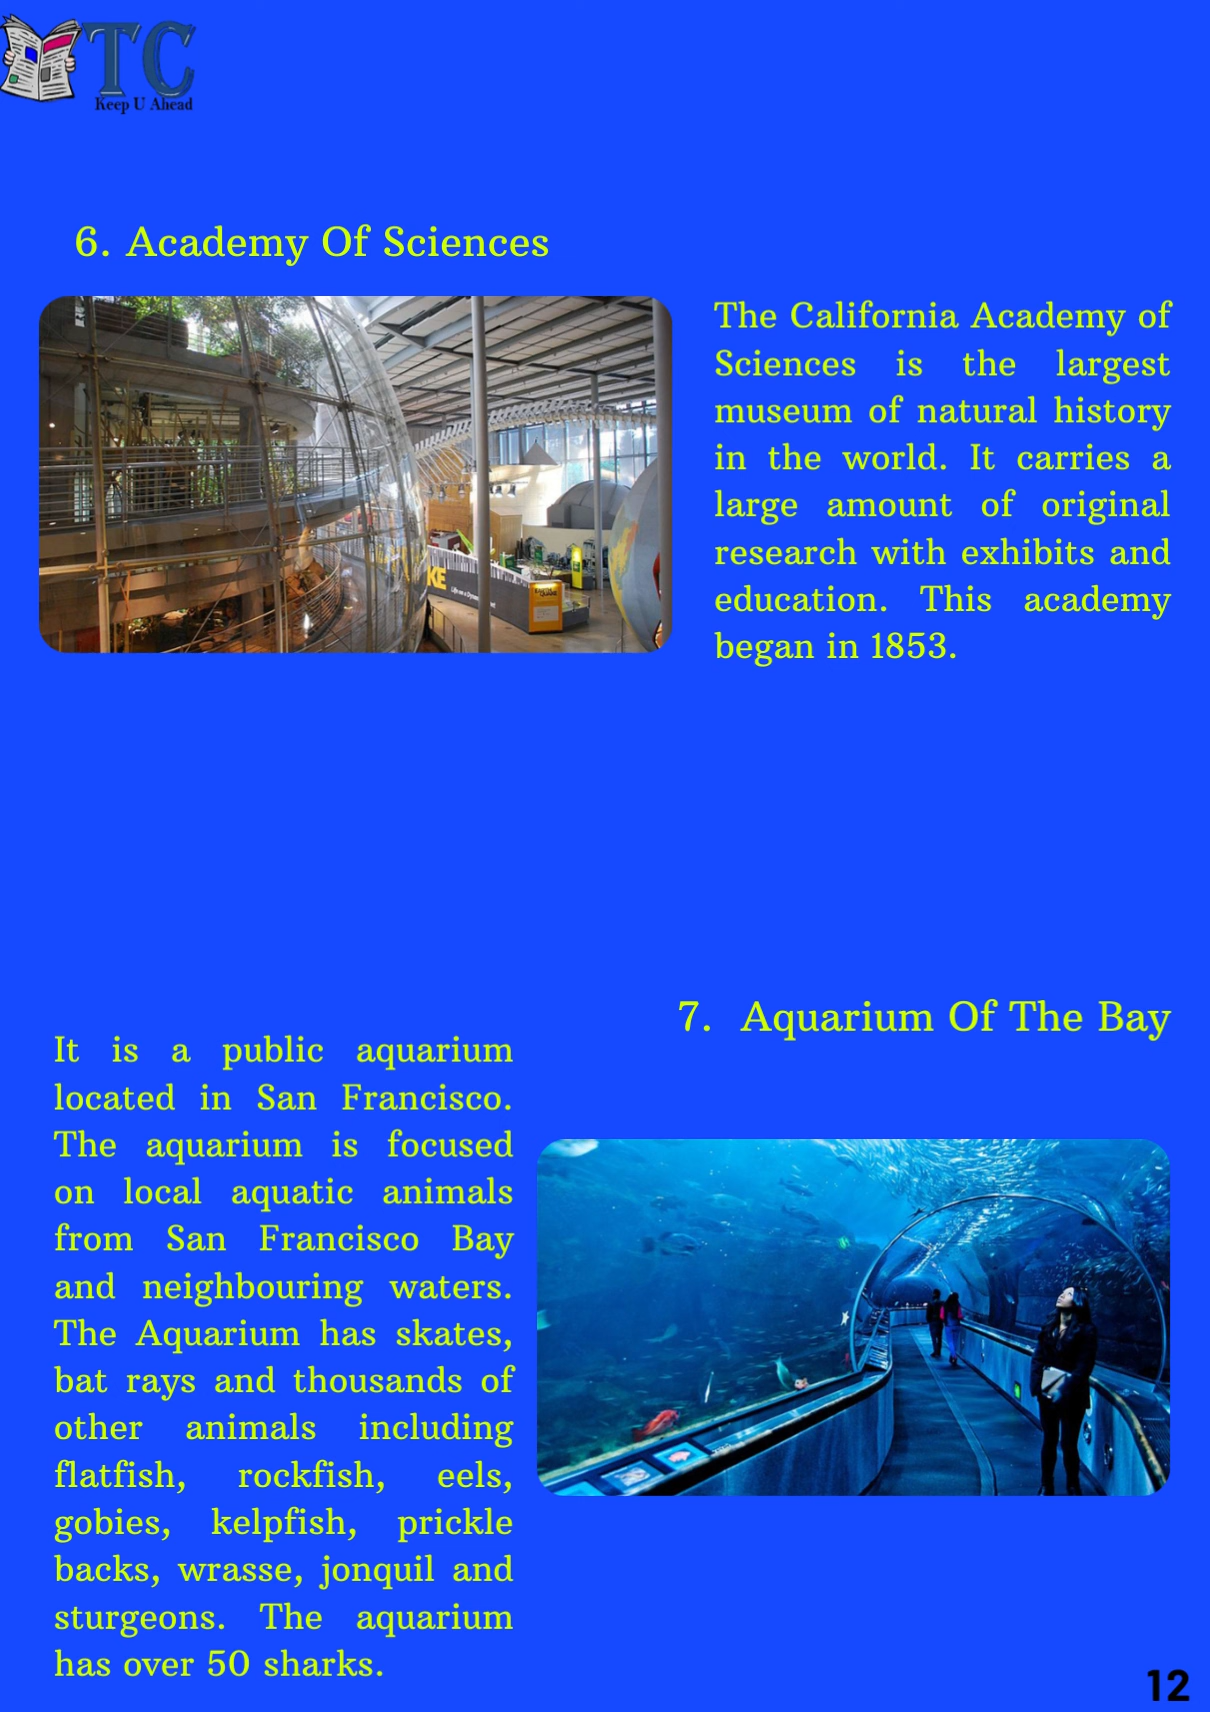 TC
Keep U Ahead
6. Academy Of Sciences
The California Academy of
Sciences is the largest
museum of natural history
in the world. It carries a
large amount of original
research with exhibits and
education. This academy
began in 1853.
7. Aquarium Of The Bay
It is a public aquarium
located in San Francisco.
The aquarium is focused
on local aquatic animals
from San Francisco Bay
and neighbouring waters.
The Aquarium has skates,
bat rays and thousands of
other animals including
flatfish, rockfish, eels,
gobies, kelpfish, prickle
backs, wrasse, jonquil and
sturgeons. The aquarium
has over 50 sharks.
12